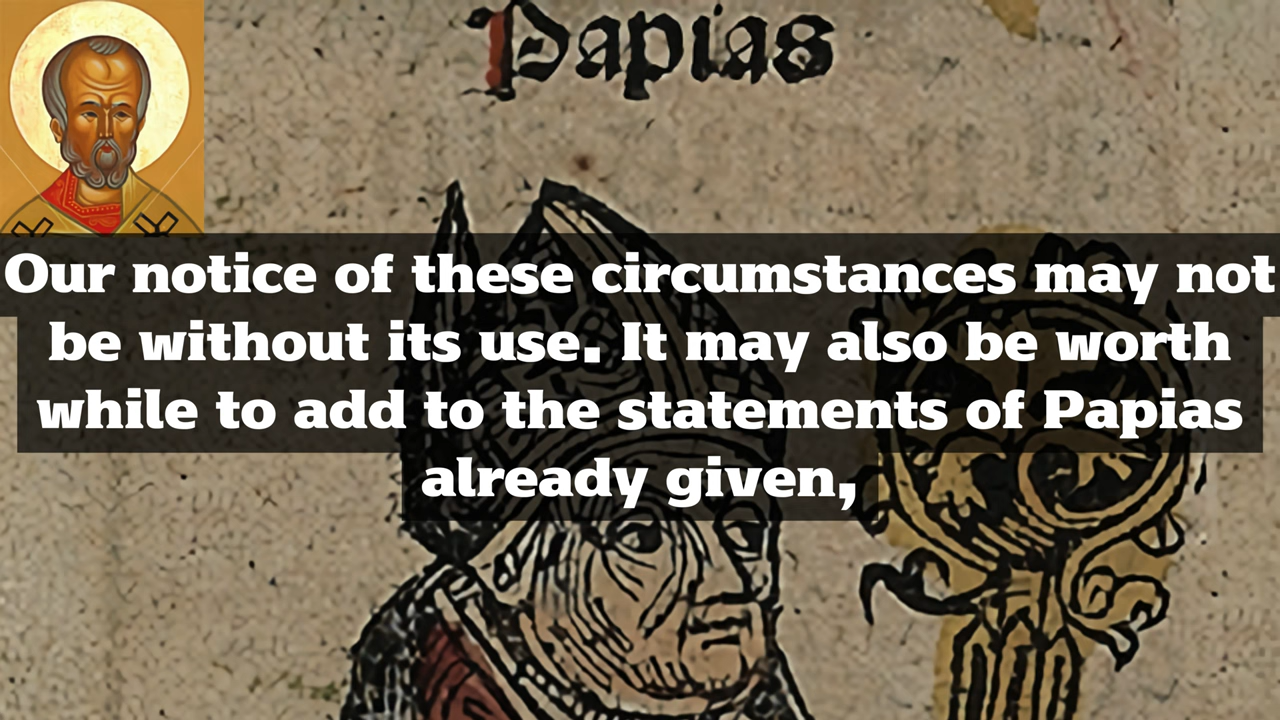 Papias
Our notice of these circumstances may not
be without its use. It may also be worth
while to add to the statements of Papias
already given,